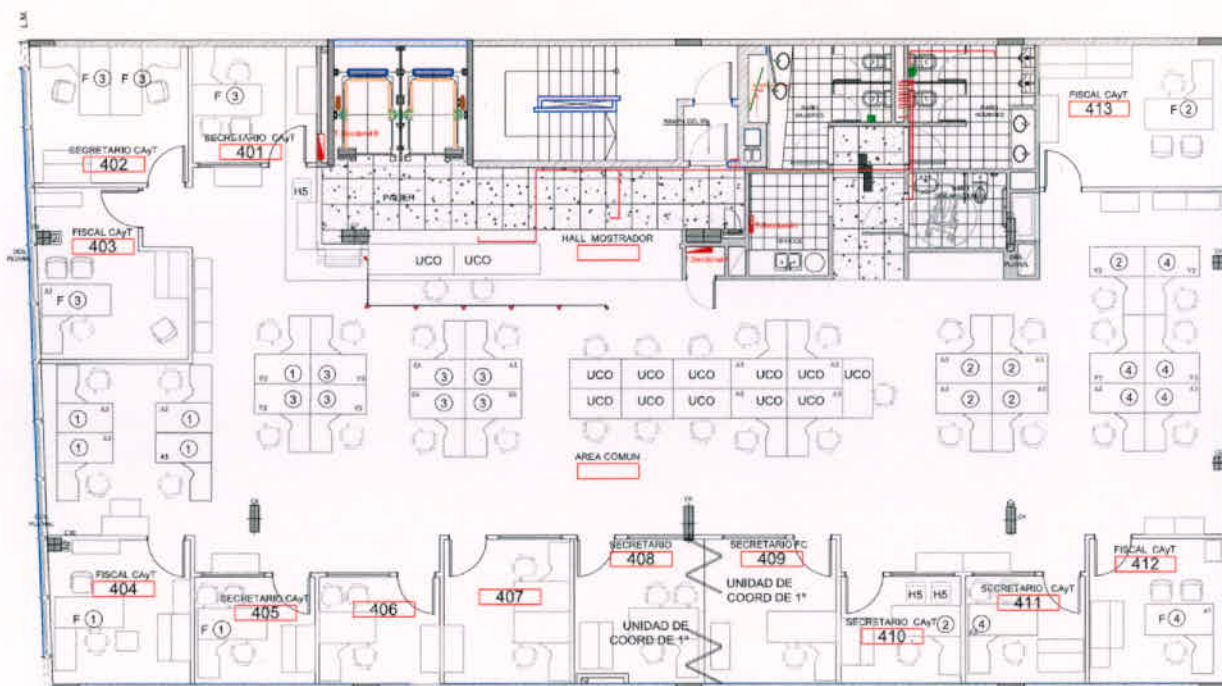 L.M.
F ③ F ③
SECRETARIO CAyT
402
F ③
SECRETARIO CAyT
401
H5
PALIER
HALL MOSTRADOR
UCO UCO
OFFICE
FISCAL CAyT
413
F ②
FISCAL CAyT
403
F ③
① ③
③ ③
③ ③
③ ③
UCO UCO UCO UCO UCO UCO
UCO UCO UCO UCO UCO
② ②
② ②
② ④
④ ④
④ ④
① ①
① ①
AREA COMUN
FISCAL CAyT
404
F ①
SECRETARIO CAyT
405
F ①
406
407
SECRETARIO
408
UNIDAD DE
COORD DE 1ª
SECRETARIO FC
409
UNIDAD DE
COORD DE 1ª
H5 H5
SECRETARIO CAyT ②
410
SECRETARIO CAyT
411
④
FISCAL CAyT
412
F ④